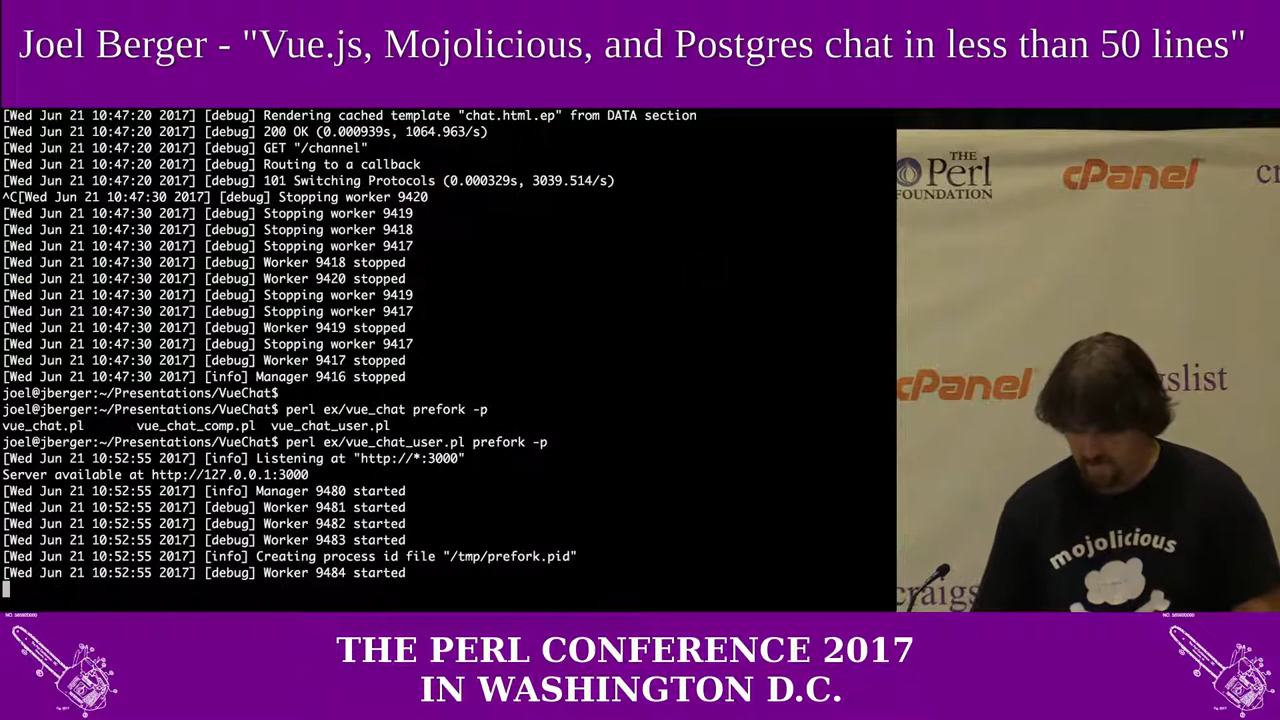 Joel Berger - "Vue.js, Mojolicious, and Postgres chat in less than 50 lines"
[Wed Jun 21 10:47:20 2017] [debug] Rendering cached template "chat.html.ep" from DATA section
[Wed Jun 21 10:47:20 2017] [debug] 200 OK (0.000939s, 1064.963/s)
[Wed Jun 21 10:47:20 2017] [debug] GET "/channel"
[Wed Jun 21 10:47:20 2017] [debug] Routing to a callback
[Wed Jun 21 10:47:20 2017] [debug] 101 Switching Protocols (0.000329s, 3039.514/s)
^C[Wed Jun 21 10:47:30 2017] [debug] Stopping worker 9420
[Wed Jun 21 10:47:30 2017] [debug] Stopping worker 9419
[Wed Jun 21 10:47:30 2017] [debug] Stopping worker 9418
[Wed Jun 21 10:47:30 2017] [debug] Stopping worker 9417
[Wed Jun 21 10:47:30 2017] [debug] Worker 9418 stopped
[Wed Jun 21 10:47:30 2017] [debug] Worker 9420 stopped
[Wed Jun 21 10:47:30 2017] [debug] Stopping worker 9419
[Wed Jun 21 10:47:30 2017] [debug] Stopping worker 9417
[Wed Jun 21 10:47:30 2017] [debug] Worker 9419 stopped
[Wed Jun 21 10:47:30 2017] [debug] Stopping worker 9417
[Wed Jun 21 10:47:30 2017] [debug] Worker 9417 stopped
[Wed Jun 21 10:47:30 2017] [info] Manager 9416 stopped
joel@jberger:~/Presentations/VueChat$
joel@jberger:~/Presentations/VueChat$ perl ex/vue_chat prefork -p
vue_chat.pl vue_chat_comp.pl vue_chat_user.pl
joel@jberger:~/Presentations/VueChat$ perl ex/vue_chat_user.pl prefork -p
[Wed Jun 21 10:52:55 2017] [info] Listening at "http://*:3000"
Server available at http://127.0.0.1:3000
[Wed Jun 21 10:52:55 2017] [info] Manager 9480 started
[Wed Jun 21 10:52:55 2017] [debug] Worker 9481 started
[Wed Jun 21 10:52:55 2017] [debug] Worker 9482 started
[Wed Jun 21 10:52:55 2017] [debug] Worker 9483 started
[Wed Jun 21 10:52:55 2017] [info] Creating process id file "/tmp/prefork.pid"
[Wed Jun 21 10:52:55 2017] [debug] Worker 9484 started
THE
Perl
FOUNDATION
cPanel
cr
cPanel
igslist
craigs
mojolicious
THE PERL CONFERENCE 2017
IN WASHINGTON D.C.